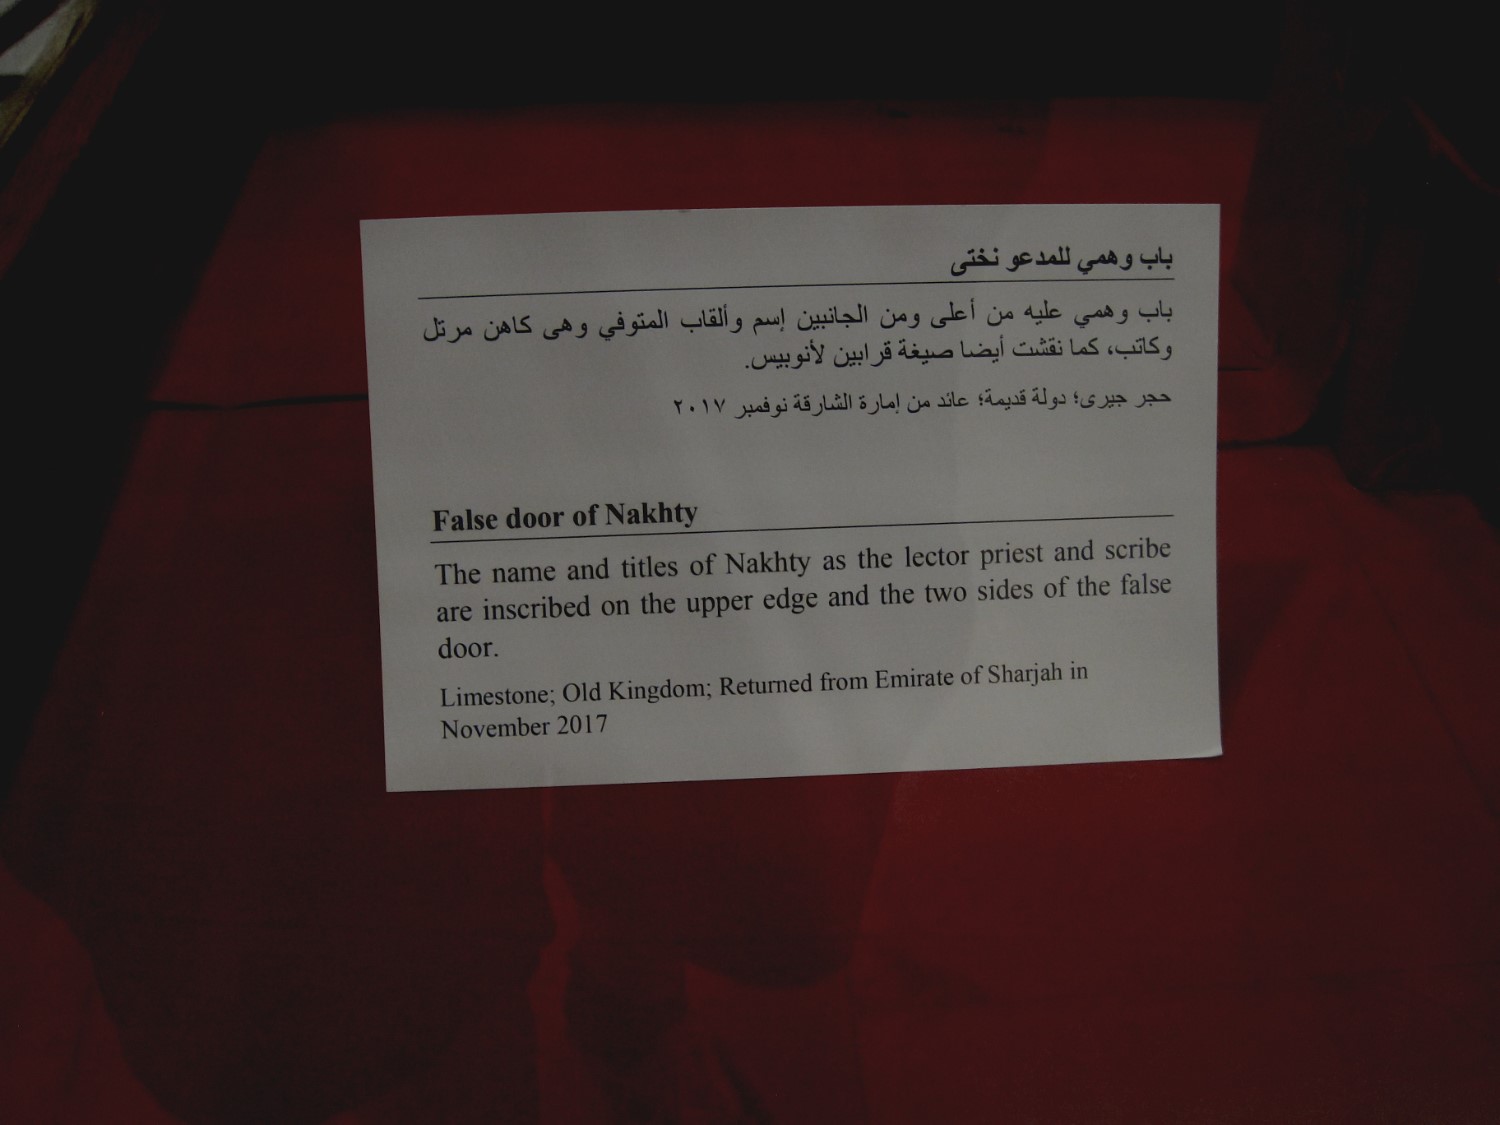 باب وهمي للمدعو نختى
باب وهمي عليه من أعلى ومن الجانبين إسم وألقاب المتوفي وهى كاهن مرتل
وكاتب، كما نقشت أيضا صيغة قرابين لأنوبيس.
حجر جيرى؛ دولة قديمة؛ عائد من إمارة الشارقة نوفمبر ٢٠١٧
False door of Nakhty
The name and titles of Nakhty as the lector priest and scribe
are inscribed on the upper edge and the two sides of the false
door.
Limestone; Old Kingdom; Returned from Emirate of Sharjah in
November 2017